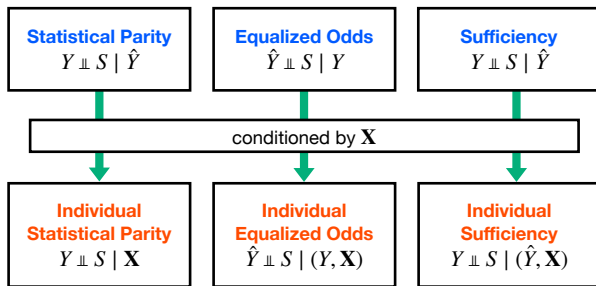 Statistical Parity
Y ⫫ S | Ŷ
Equalized Odds
Ŷ ⫫ S | Y
Sufficiency
Y ⫫ S | Ŷ
conditioned by X
Individual
Statistical Parity
Y ⫫ S | X
Individual
Equalized Odds
Ŷ ⫫ S | (Y, X)
Individual
Sufficiency
Y ⫫ S | (Ŷ, X)